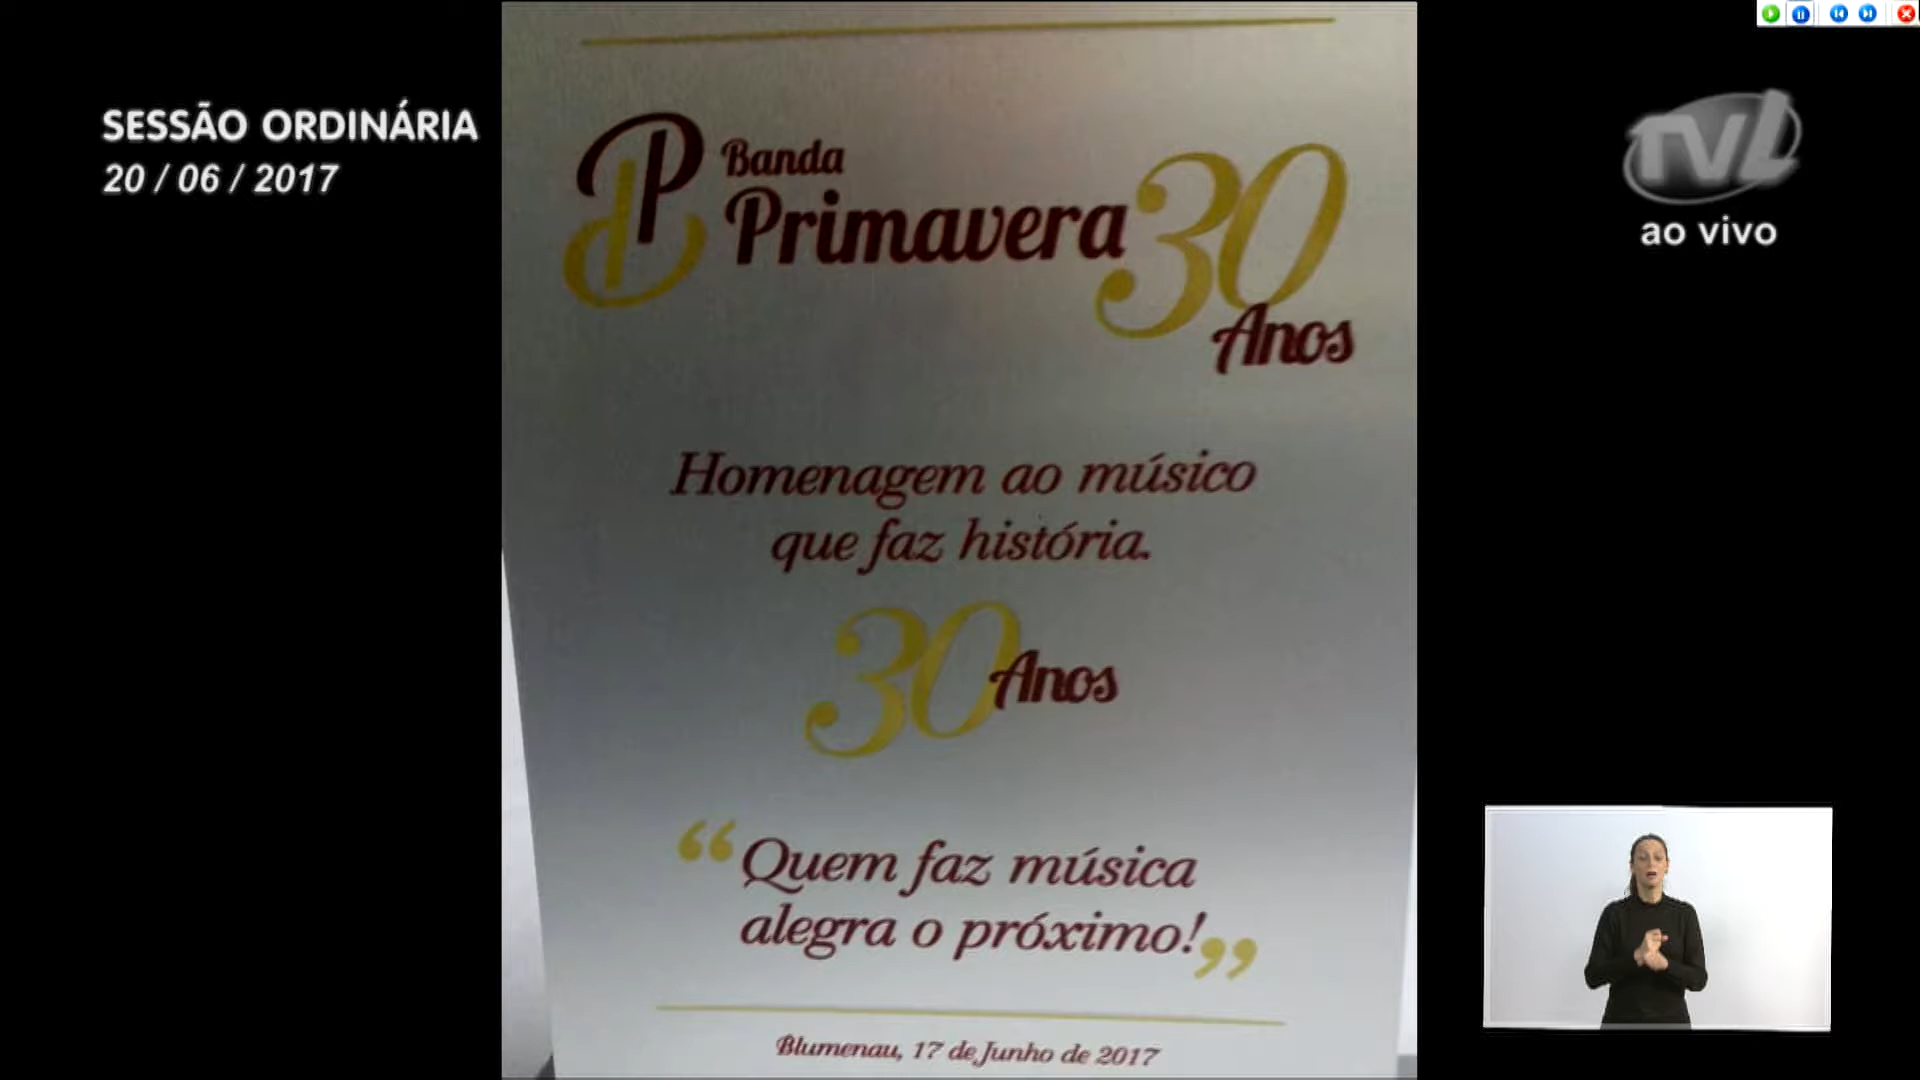 SESSÃO ORDINÁRIA
20 / 06 / 2017
TVL
ao vivo
Banda
Primavera
30
Anos
Homenagem ao músico
que faz história.
30 Anos
“Quem faz música
alegra o próximo!”
Blumenau, 17 de Junho de 2017